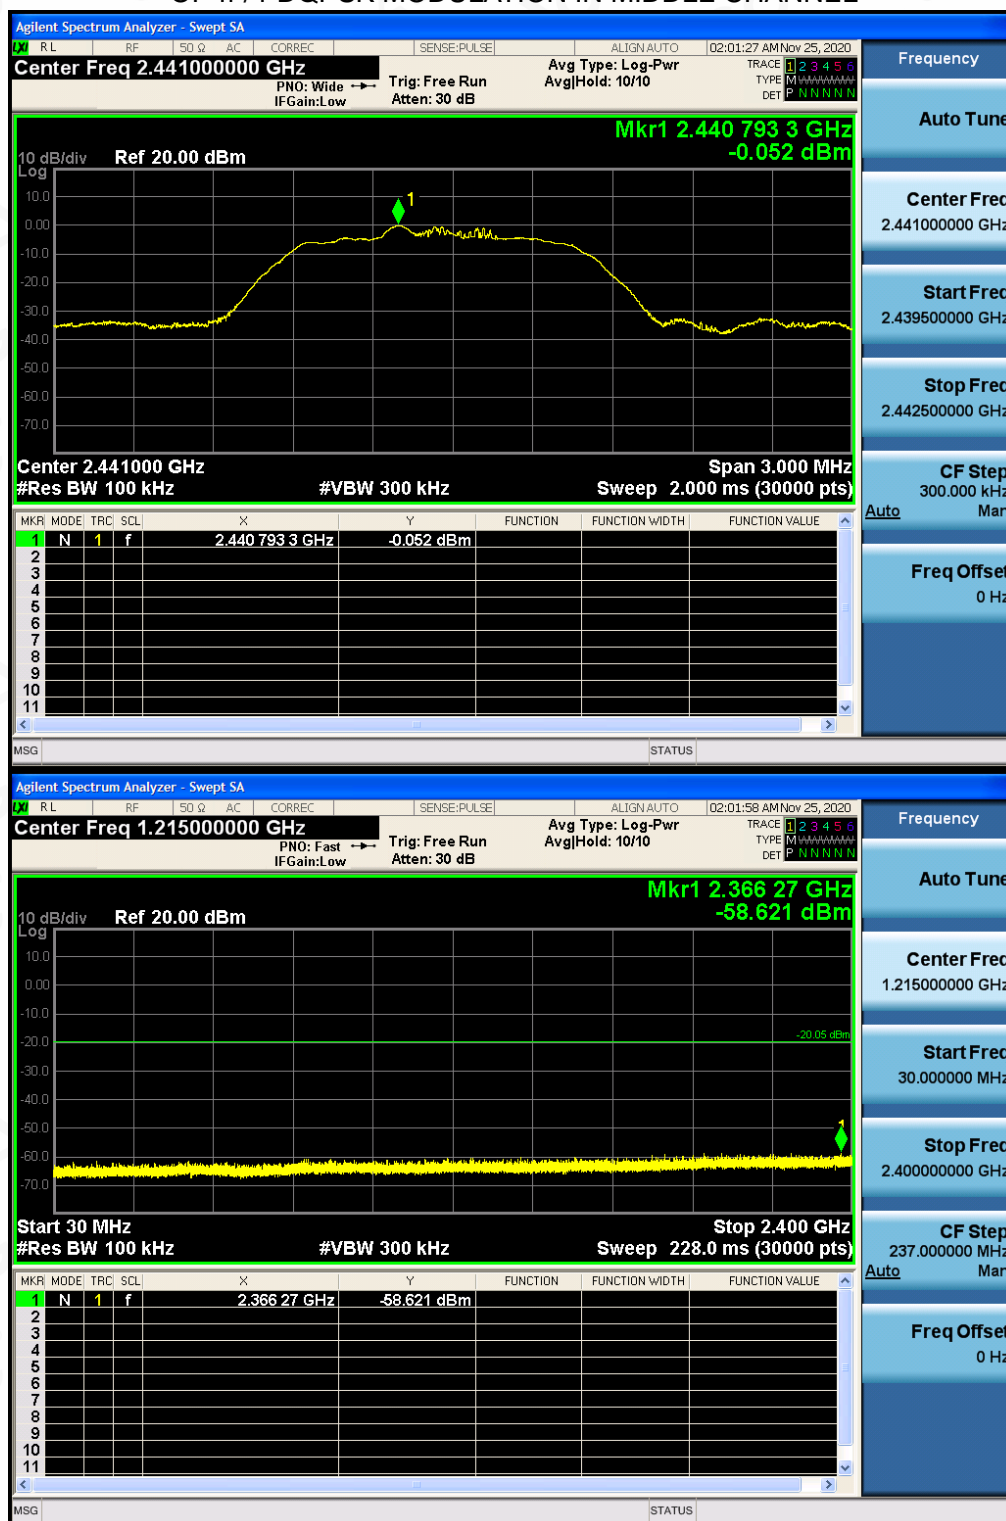 Agilent Spectrum Analyzer - Swept SA
LXI RL RF 50 Ω AC CORREC SENSE:PULSE ALIGN AUTO 02:01:27 AM Nov 25, 2020
Center Freq 2.441000000 GHz
PNO: Wide
IFGain:Low
Trig: Free Run
Atten: 30 dB
Avg Type: Log-Pwr
Avg|Hold: 10/10
TRACE 1 2 3 4 5 6
TYPE M
DET P N N N N N
Mkr1 2.440 793 3 GHz
-0.052 dBm
10 dB/div Ref 20.00 dBm
Log
10.0
1
0.00
-10.0
-20.0
-30.0
-40.0
-50.0
-60.0
-70.0
Center 2.441000 GHz Span 3.000 MHz
#Res BW 100 kHz #VBW 300 kHz Sweep 2.000 ms (30000 pts)
MKR MODE TRC SCL X Y FUNCTION FUNCTION WIDTH FUNCTION VALUE
1 N 1 f 2.440 793 3 GHz -0.052 dBm
2
3
4
5
6
7
8
9
10
11
MSG STATUS
Frequency
Auto Tune
Center Freq
2.441000000 GHz
Start Freq
2.439500000 GHz
Stop Freq
2.442500000 GHz
CF Step
300.000 kHz
Auto Man
Freq Offset
0 Hz
Agilent Spectrum Analyzer - Swept SA
LXI RL RF 50 Ω AC CORREC SENSE:PULSE ALIGN AUTO 02:01:58 AM Nov 25, 2020
Center Freq 1.215000000 GHz
PNO: Fast
IFGain:Low
Trig: Free Run
Atten: 30 dB
Avg Type: Log-Pwr
Avg|Hold: 10/10
TRACE 1 2 3 4 5 6
TYPE M
DET P N N N N N
Mkr1 2.366 27 GHz
-58.621 dBm
10 dB/div Ref 20.00 dBm
Log
10.0
0.00
-10.0
-20.0
-20.05 dBm
-30.0
-40.0
-50.0
1
-60.0
-70.0
Start 30 MHz Stop 2.400 GHz
#Res BW 100 kHz #VBW 300 kHz Sweep 228.0 ms (30000 pts)
MKR MODE TRC SCL X Y FUNCTION FUNCTION WIDTH FUNCTION VALUE
1 N 1 f 2.366 27 GHz -58.621 dBm
2
3
4
5
6
7
8
9
10
11
MSG STATUS
Frequency
Auto Tune
Center Freq
1.215000000 GHz
Start Freq
30.000000 MHz
Stop Freq
2.400000000 GHz
CF Step
237.000000 MHz
Auto Man
Freq Offset
0 Hz